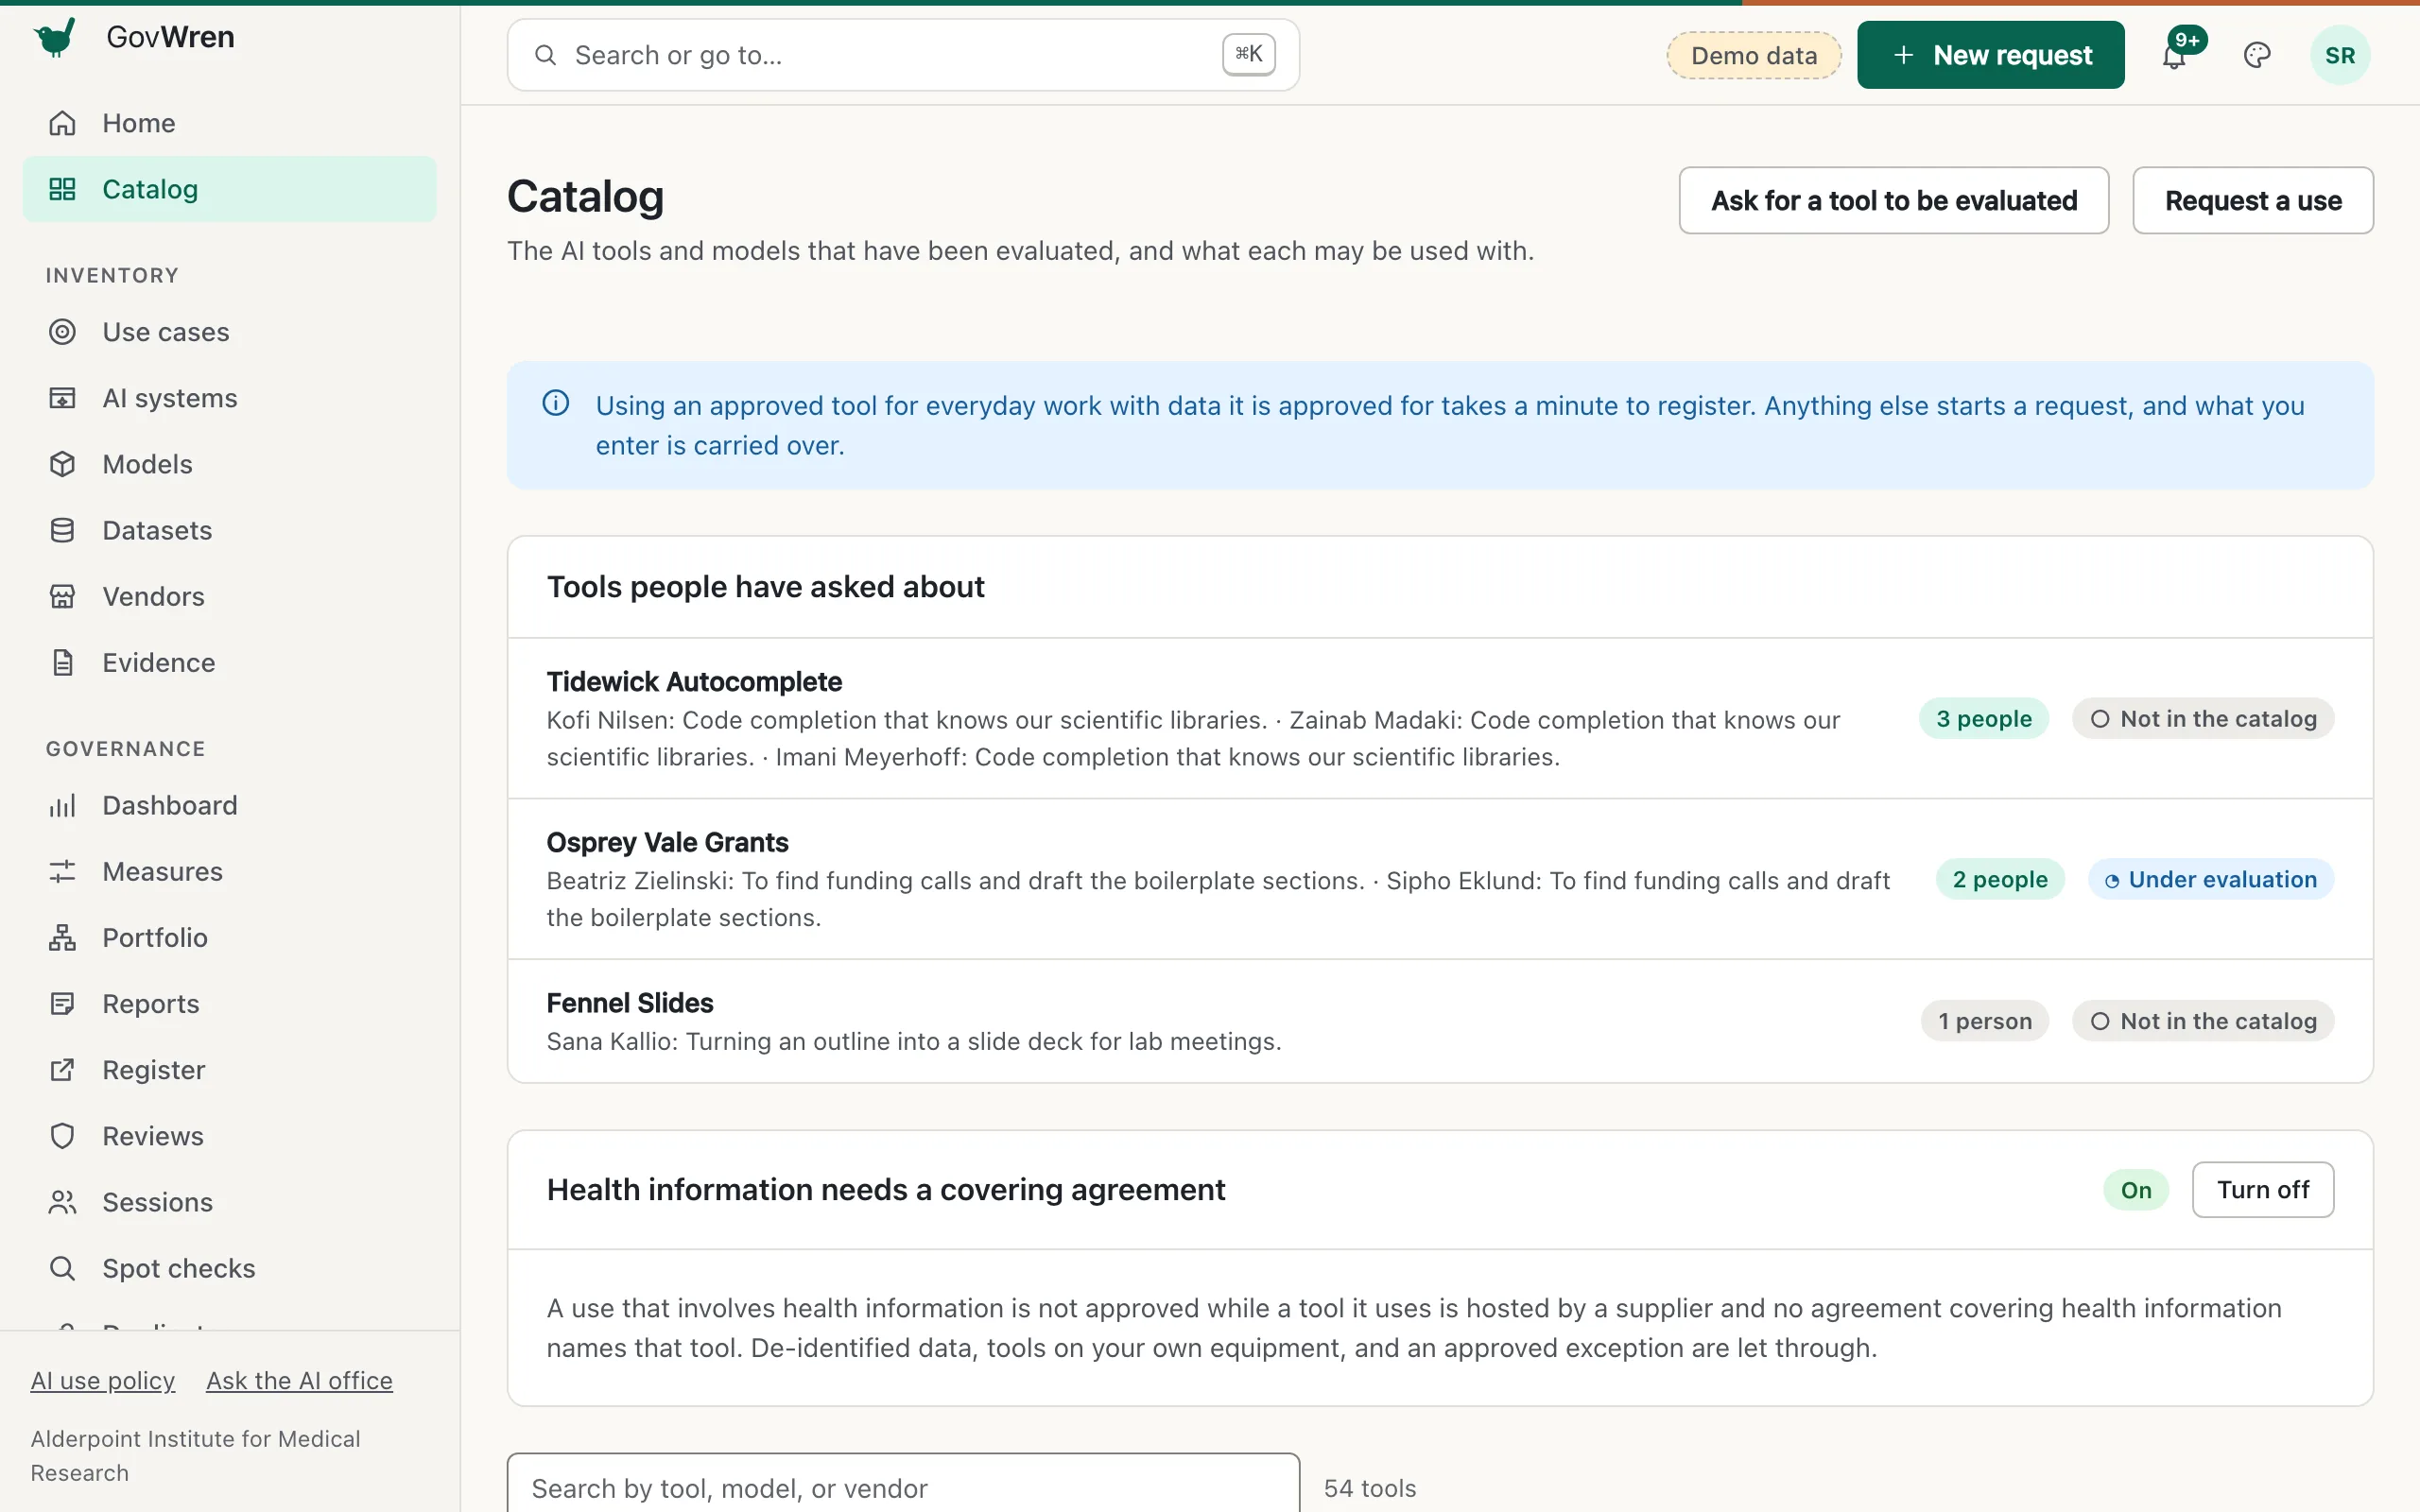 GovWren
Search or go to...
⌘K
Demo data
New request
9+
SR
Home
Catalog
INVENTORY
Use cases
AI systems
Models
Datasets
Vendors
Evidence
GOVERNANCE
Dashboard
Measures
Portfolio
Reports
Register
Reviews
Sessions
Spot checks
AI use policy
Ask the AI office
Alderpoint Institute for Medical
Research
Catalog
The AI tools and models that have been evaluated, and what each may be used with.
Ask for a tool to be evaluated
Request a use
Using an approved tool for everyday work with data it is approved for takes a minute to register. Anything else starts a request, and what you
enter is carried over.
Tools people have asked about
Tidewick Autocomplete
Kofi Nilsen: Code completion that knows our scientific libraries. · Zainab Madaki: Code completion that knows our
scientific libraries. · Imani Meyerhoff: Code completion that knows our scientific libraries.
3 people
Not in the catalog
Osprey Vale Grants
Beatriz Zielinski: To find funding calls and draft the boilerplate sections. · Sipho Eklund: To find funding calls and draft
the boilerplate sections.
2 people
Under evaluation
Fennel Slides
Sana Kallio: Turning an outline into a slide deck for lab meetings.
1 person
Not in the catalog
Health information needs a covering agreement
On
Turn off
A use that involves health information is not approved while a tool it uses is hosted by a supplier and no agreement covering health information
names that tool. De-identified data, tools on your own equipment, and an approved exception are let through.
Search by tool, model, or vendor
54 tools